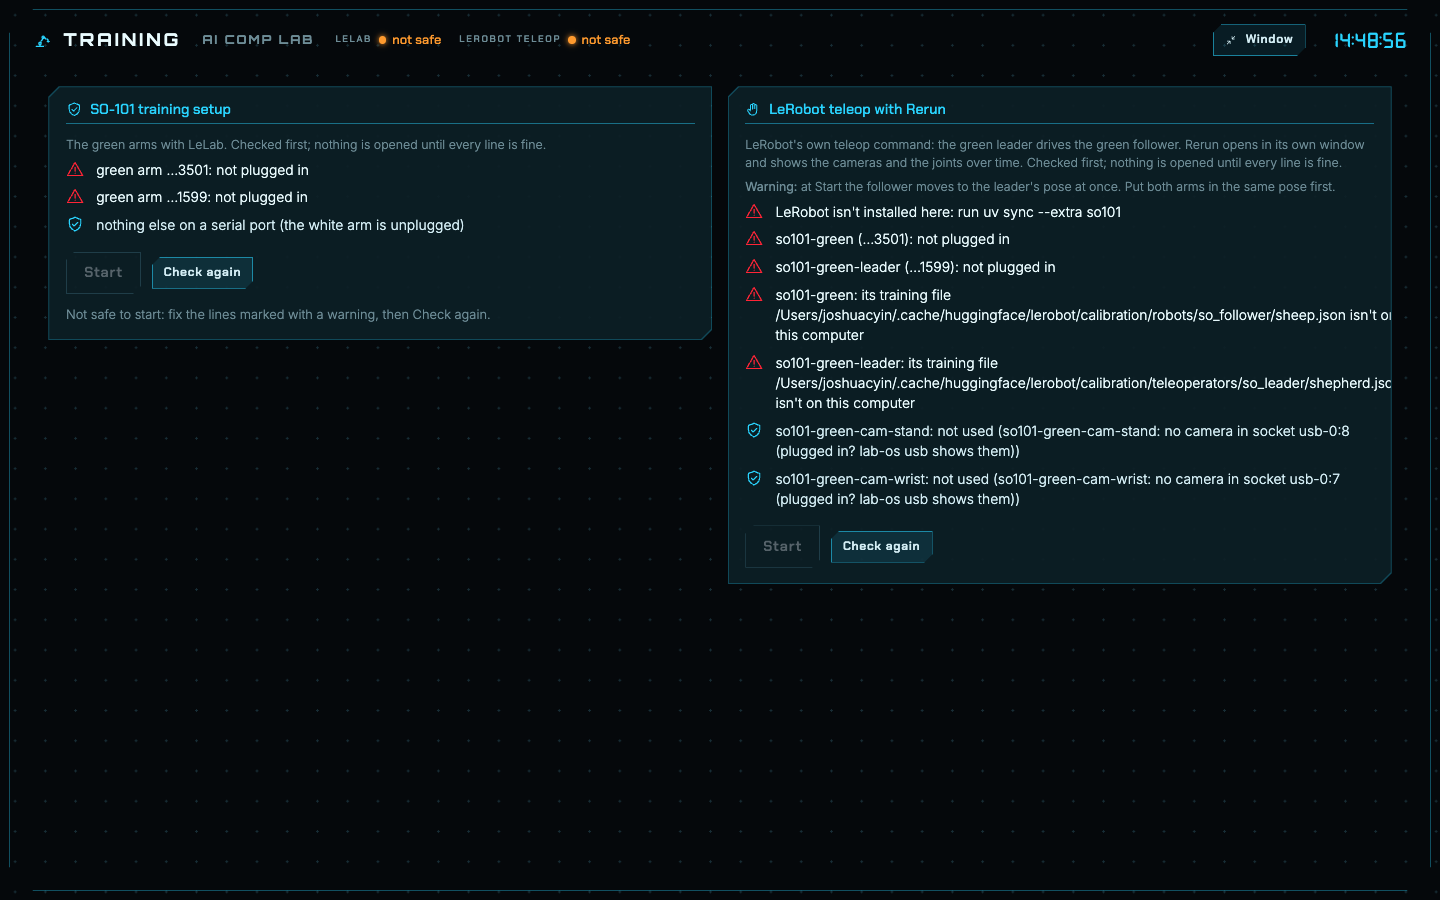 TRAINING AI COMP LAB LELAB not safe LEROBOT TELEOP not safe Window 14:48:56
SO-101 training setup
The green arms with LeLab. Checked first; nothing is opened until every line is fine.
green arm ...3501: not plugged in
green arm ...1599: not plugged in
nothing else on a serial port (the white arm is unplugged)
Start Check again
Not safe to start: fix the lines marked with a warning, then Check again.
LeRobot teleop with Rerun
LeRobot's own teleop command: the green leader drives the green follower. Rerun opens in its own window
and shows the cameras and the joints over time. Checked first; nothing is opened until every line is fine.
Warning: at Start the follower moves to the leader's pose at once. Put both arms in the same pose first.
LeRobot isn't installed here: run uv sync --extra so101
so101-green (...3501): not plugged in
so101-green-leader (...1599): not plugged in
so101-green: its training file
/Users/joshuacyin/.cache/huggingface/lerobot/calibration/robots/so_follower/sheep.json isn't
this computer
so101-green-leader: its training file
/Users/joshuacyin/.cache/huggingface/lerobot/calibration/teleoperators/so_leader/shepherd
isn't on this computer
so101-green-cam-stand: not used (so101-green-cam-stand: no camera in socket usb-0:8
(plugged in? lab-os usb shows them))
so101-green-cam-wrist: not used (so101-green-cam-wrist: no camera in socket usb-0:7
(plugged in? lab-os usb shows them))
Start Check again